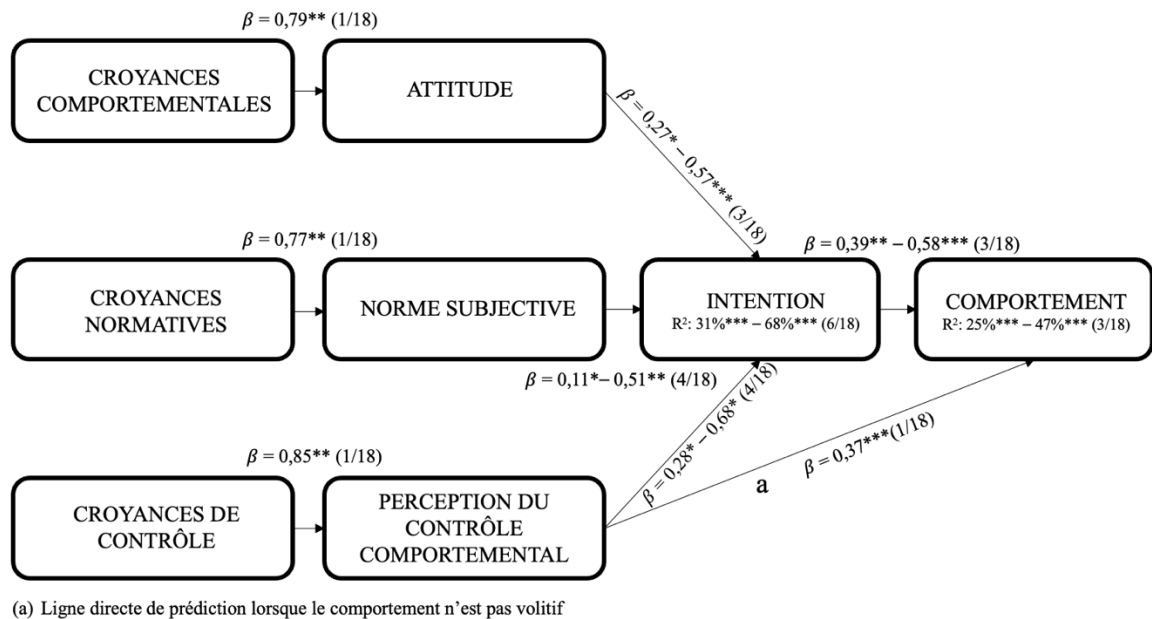 β = 0,79** (1/18)
CROYANCES
COMPORTEMENTALES
ATTITUDE
β = 0,27* – 0,57*** (3/18)
β = 0,77** (1/18)
CROYANCES
NORMATIVES
NORME SUBJECTIVE
β = 0,11*– 0,51** (4/18)
INTENTION
R²: 31%*** – 68%*** (6/18)
β = 0,39** – 0,58*** (3/18)
COMPORTEMENT
R²: 25%*** – 47%*** (3/18)
β = 0,85** (1/18)
CROYANCES DE
CONTRÔLE
PERCEPTION DU
CONTRÔLE
COMPORTEMENTAL
β = 0,28* – 0,68* (4/18)
β = 0,37***(1/18)
a
(a) Ligne directe de prédiction lorsque le comportement n'est pas volitif